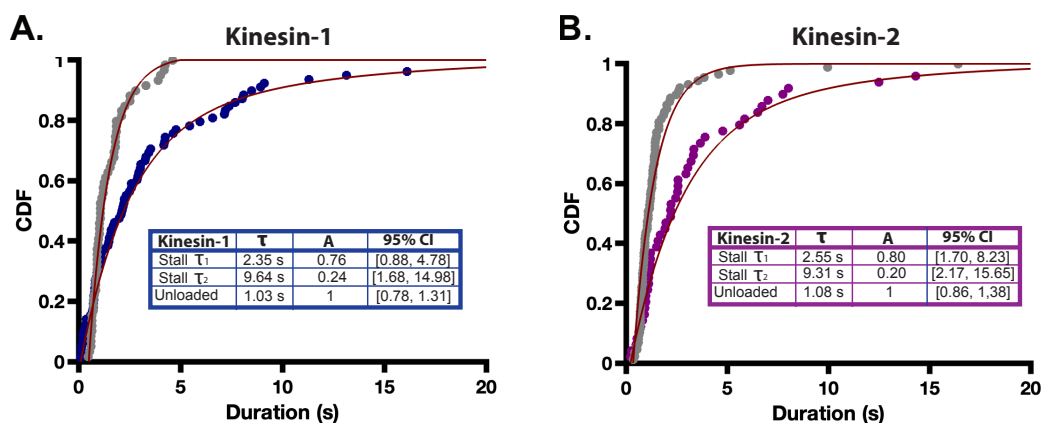 A.
Kinesin-1
CDF
1
0.8
0.6
0.4
0.2
0
0 5 10 15 20
Duration (s)
Kinesin-1 τ A 95% CI
Stall τ1 2.35 s 0.76 [0.88, 4.78]
Stall τ2 9.64 s 0.24 [1.68, 14.98]
Unloaded 1.03 s 1 [0.78, 1.31]
B.
Kinesin-2
CDF
1
0.8
0.6
0.4
0.2
0
0 5 10 15 20
Duration (s)
Kinesin-2 τ A 95% CI
Stall τ1 2.55 s 0.80 [1.70, 8.23]
Stall τ2 9.31 s 0.20 [2.17, 15.65]
Unloaded 1.08 s 1 [0.86, 1,38]